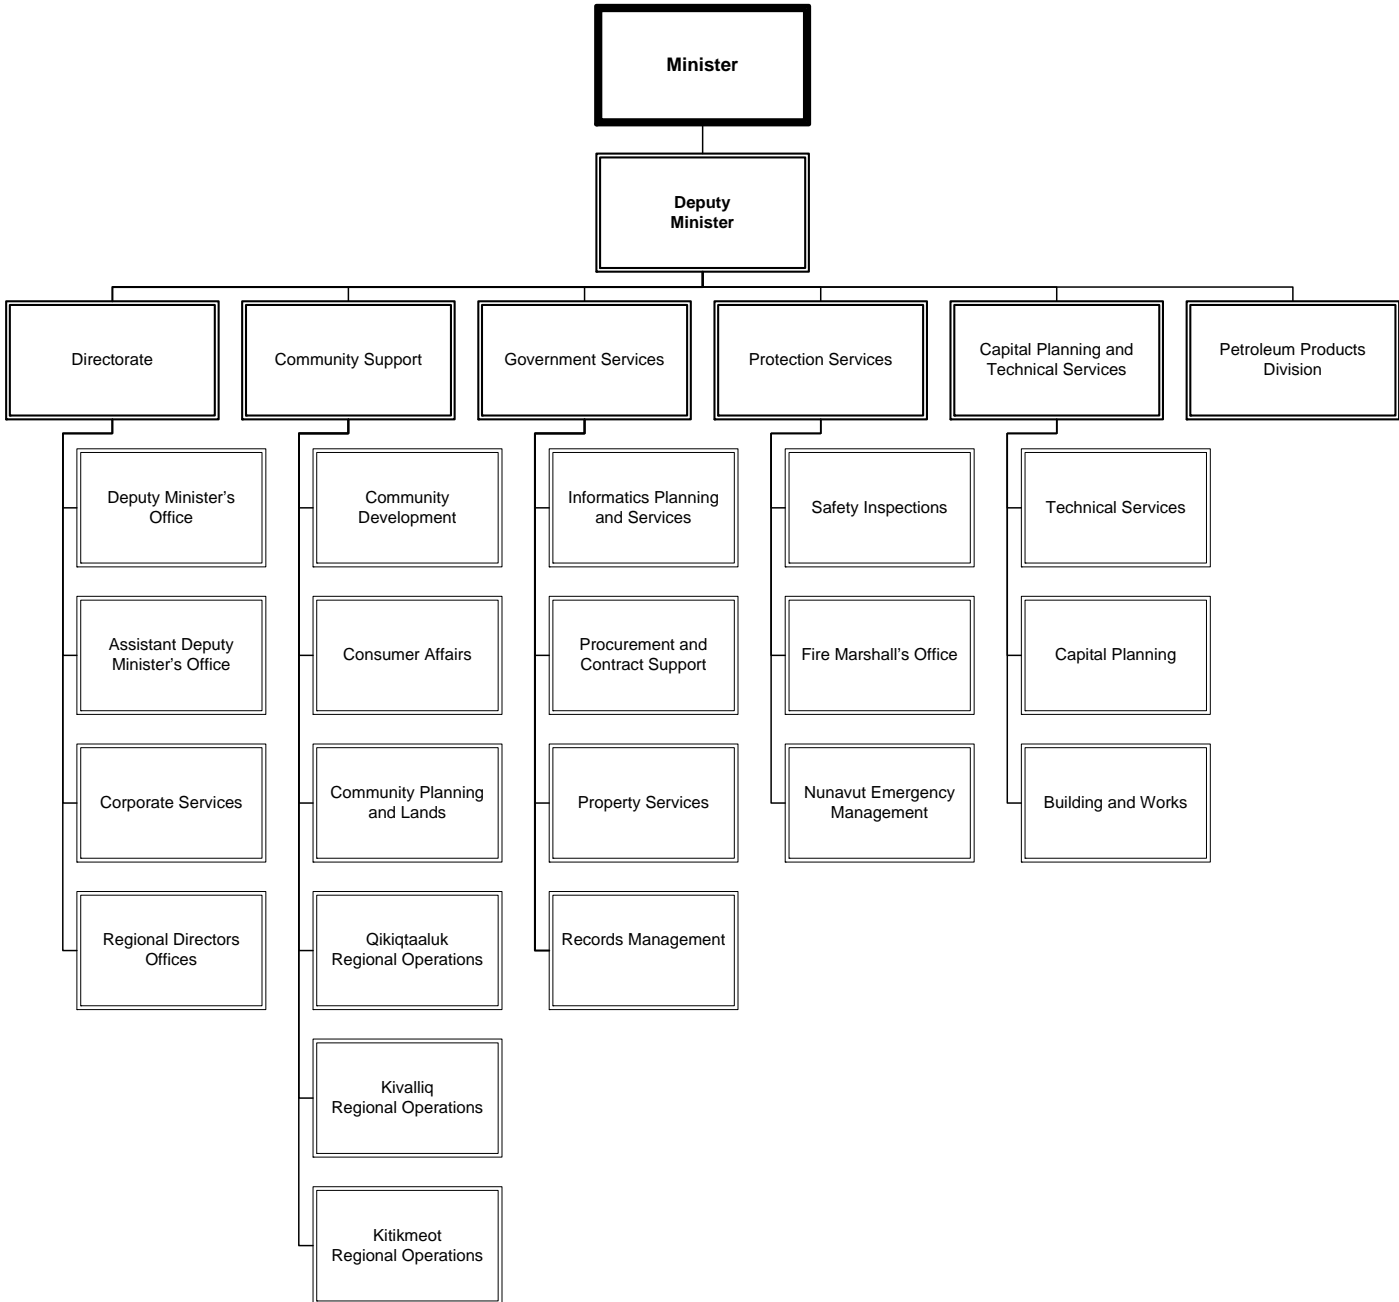 Minister
Deputy
Minister
Directorate
Community Support
Government Services
Protection Services
Capital Planning and
Technical Services
Petroleum Products
Division
Deputy Minister’s
Office
Assistant Deputy
Minister’s Office
Corporate Services
Regional Directors
Offices
Community
Development
Consumer Affairs
Community Planning
and Lands
Qikiqtaaluk
Regional Operations
Kivalliq
Regional Operations
Kitikmeot
Regional Operations
Informatics Planning
and Services
Procurement and
Contract Support
Property Services
Records Management
Safety Inspections
Fire Marshall’s Office
Nunavut Emergency
Management
Technical Services
Capital Planning
Building and Works